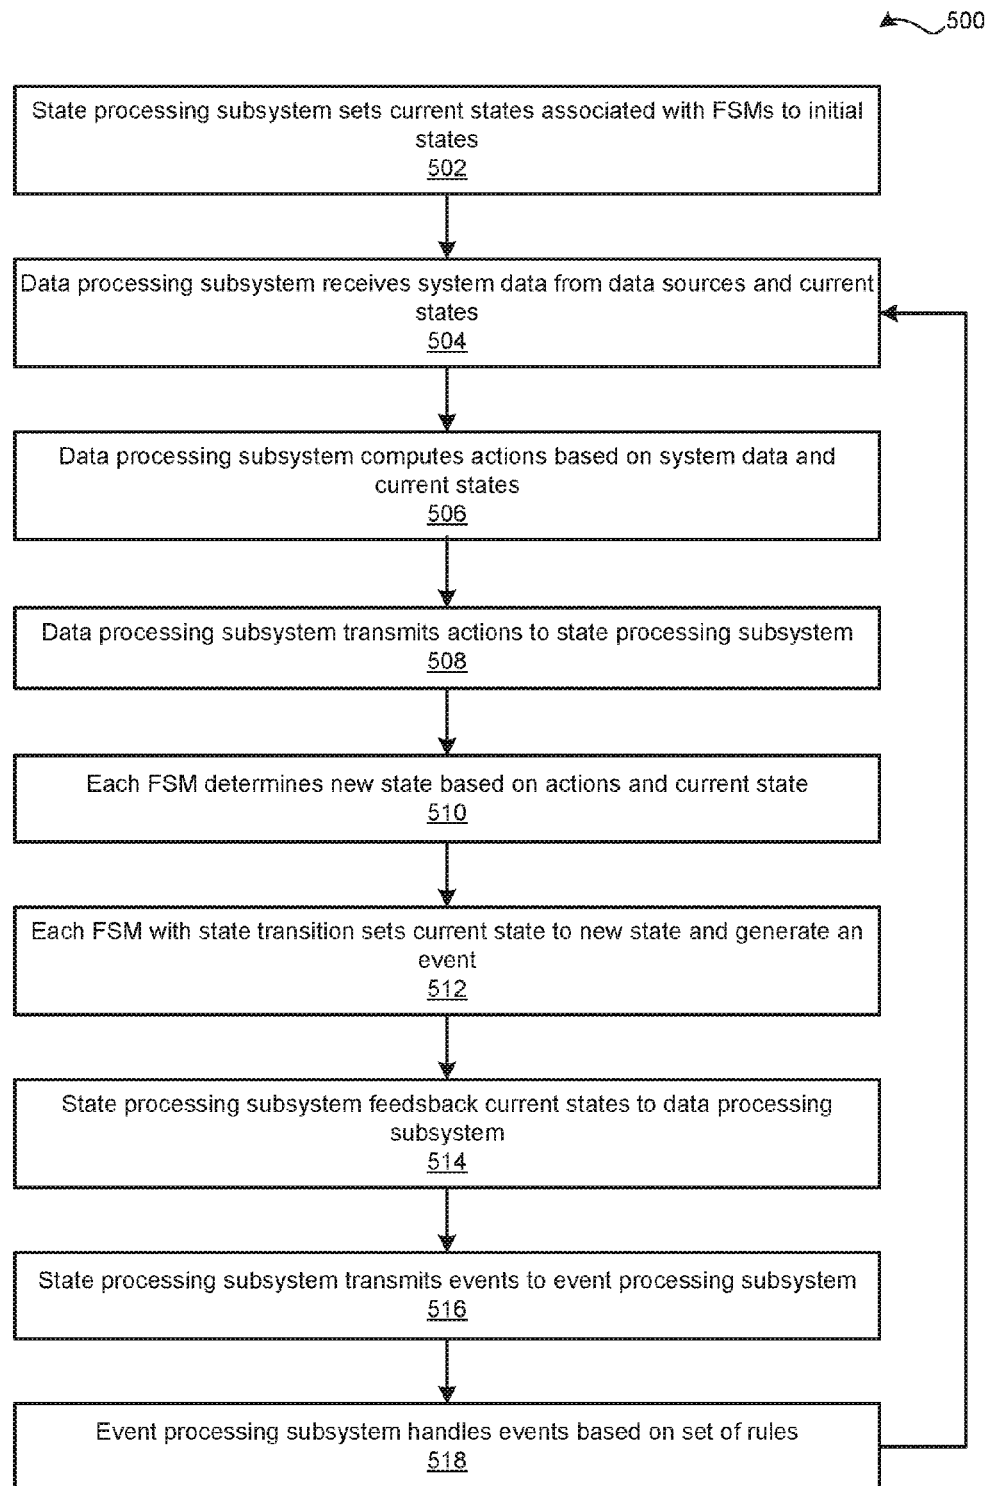 500
State processing subsystem sets current states associated with FSMs to initial
states
502
Data processing subsystem receives system data from data sources and current
states
504
Data processing subsystem computes actions based on system data and
current states
506
Data processing subsystem transmits actions to state processing subsystem
508
Each FSM determines new state based on actions and current state
510
Each FSM with state transition sets current state to new state and generate an
event
512
State processing subsystem feedsback current states to data processing
subsystem
514
State processing subsystem transmits events to event processing subsystem
516
Event processing subsystem handles events based on set of rules
518